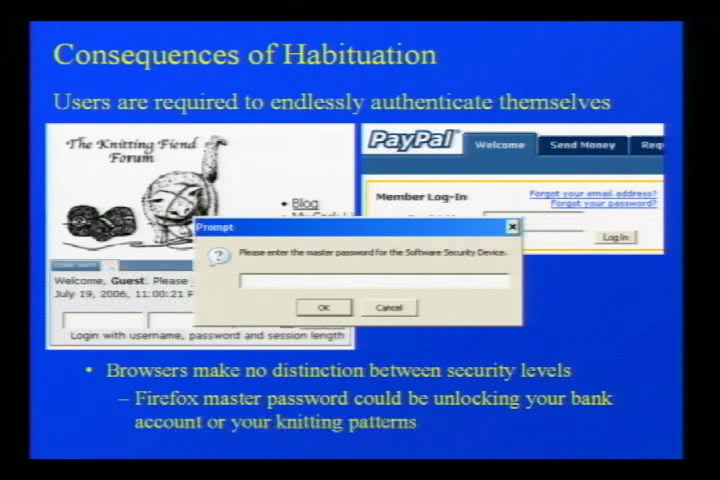 Consequences of Habituation
Users are required to endlessly authenticate themselves
The Knitting Fiend
Forum
Blog
Welcome, Guest. Please
July 19, 2006, 11:00:21 P
Login with username, password and session length
PayPal
Welcome
Send Money
Req
Member Log-In
Forgot your email address?
Forgot your password?
Log In
Prompt
Please enter the master password for the Software Security Device.
OK
Cancel
• Browsers make no distinction between security levels
– Firefox master password could be unlocking your bank
account or your knitting patterns